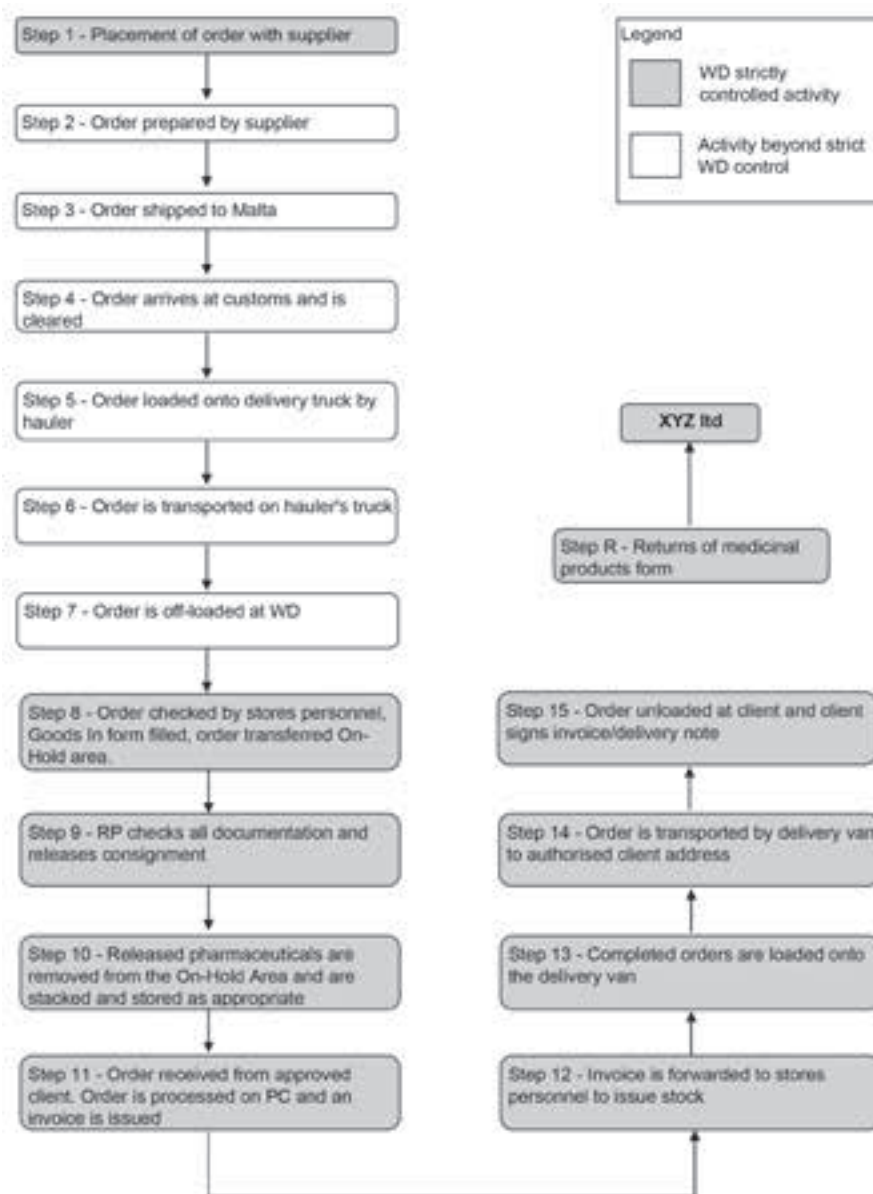 Step 1 - Placement of order with supplier
Step 2 - Order prepared by supplier
Step 3 - Order shipped to Malta
Step 4 - Order arrives at customs and is
cleared
Step 5 - Order loaded onto delivery truck by
hauler
Step 6 - Order is transported on hauler's truck
Step 7 - Order is off-loaded at WD
Step 8 - Order checked by stores personnel,
Goods In form filled, order transferred On-
Hold area.
Step 9 - RP checks all documentation and
releases consignment
Step 10 - Released pharmaceuticals are
removed from the On-Hold Area and are
stacked and stored as appropriate
Step 11 - Order received from approved
client. Order is processed on PC and an
invoice is issued
Step 12 - Invoice is forwarded to stores
personnel to issue stock
Step 13 - Completed orders are loaded onto
the delivery van
Step 14 - Order is transported by delivery van
to authorised client address
Step 15 - Order unloaded at client and client
signs invoice/delivery note
Step R - Returns of medicinal
products form
XYZ ltd
Legend
WD strictly
controlled activity
Activity beyond strict
WD control